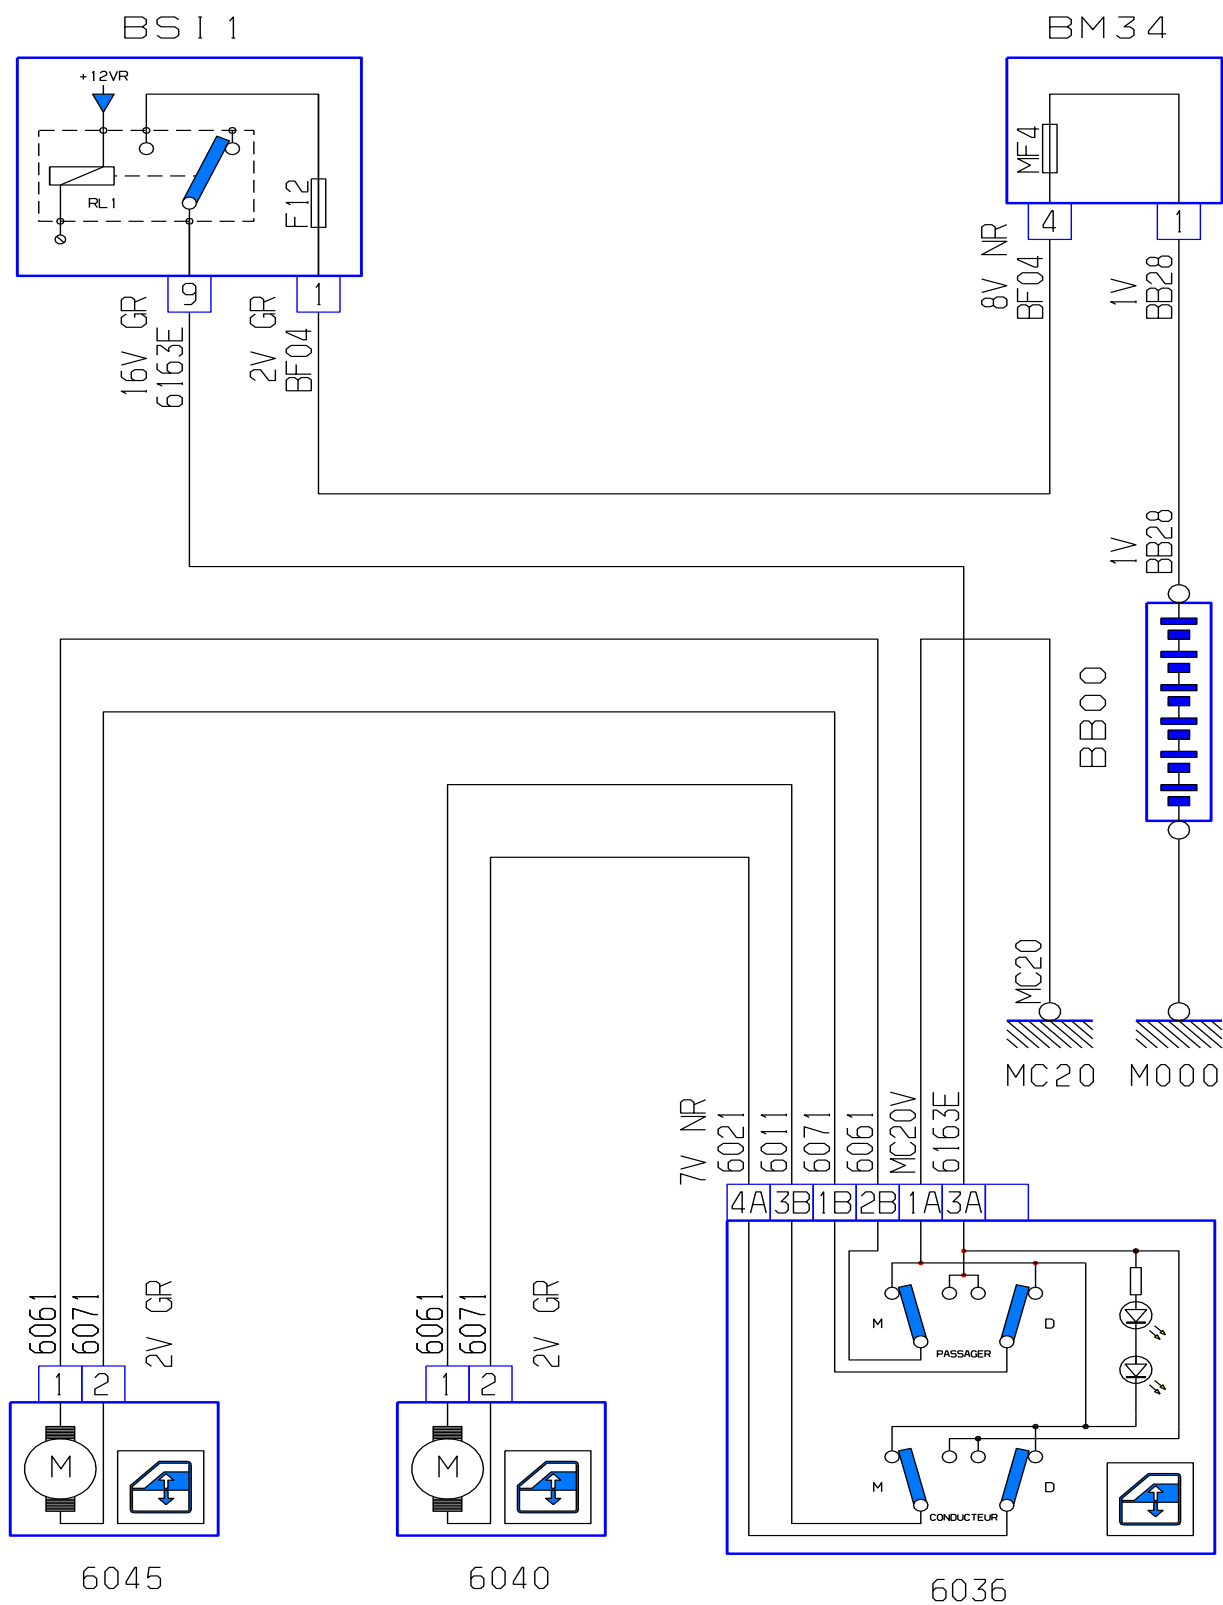 BSI1
BM34
+12VR
RL1
F12
MF4
9
1
4
1
16V GR
6163E
2V GR
BF04
8V NR
BF04
1V
BB28
1V
BB28
BB00
MC20
MC20
M000
7V NR
6021
6011
6071
6061
MC20V
6163E
4A
3B
1B
2B
1A
3A
6061
6071
2V GR
6061
6071
2V GR
1
2
1
2
M
M
M
D
PASSAGER
M
D
CONDUCTEUR
6045
6040
6036